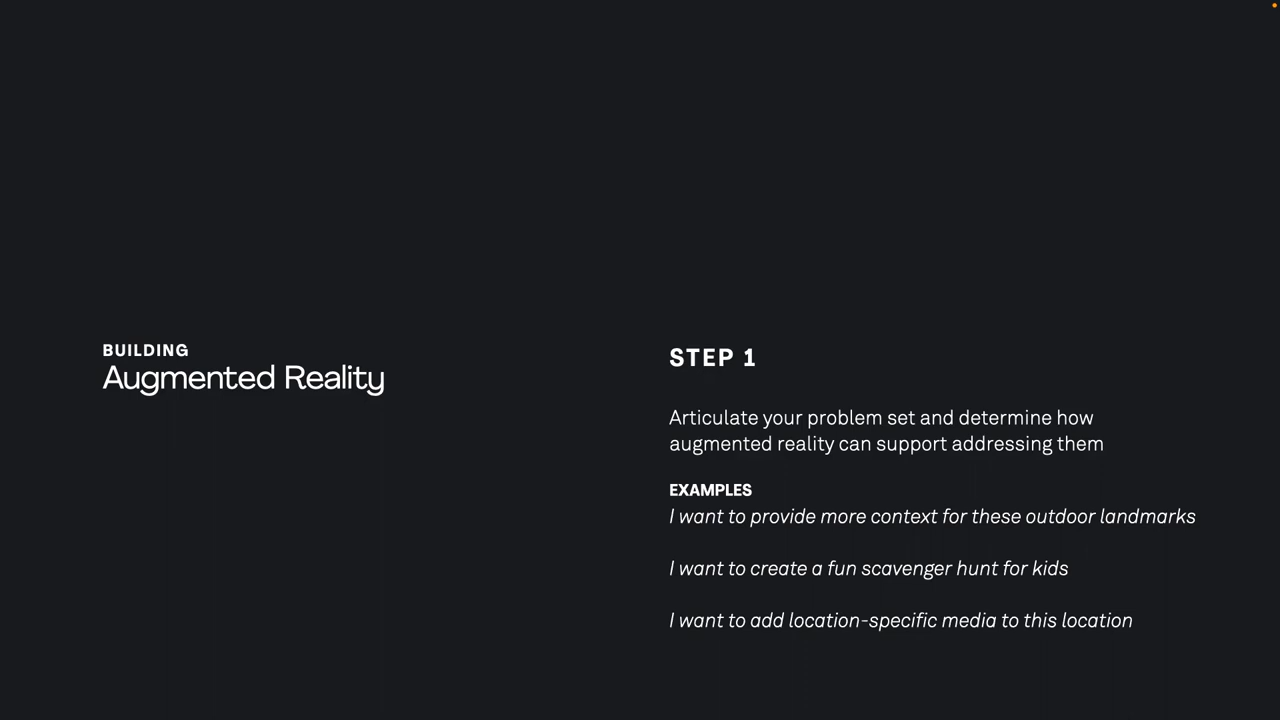 BUILDING
Augmented Reality
STEP 1
Articulate your problem set and determine how
augmented reality can support addressing them
EXAMPLES
I want to provide more context for these outdoor landmarks
I want to create a fun scavenger hunt for kids
I want to add location-specific media to this location